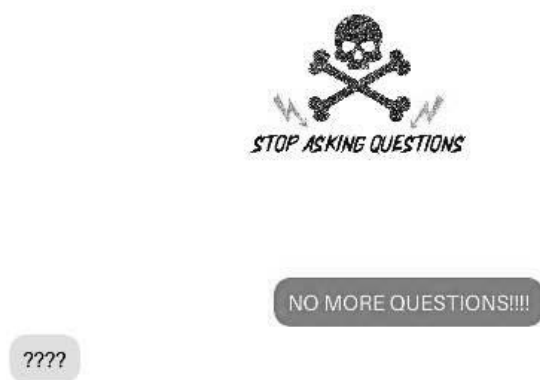 STOP ASKING QUESTIONS
NO MORE QUESTIONS!!!!
????